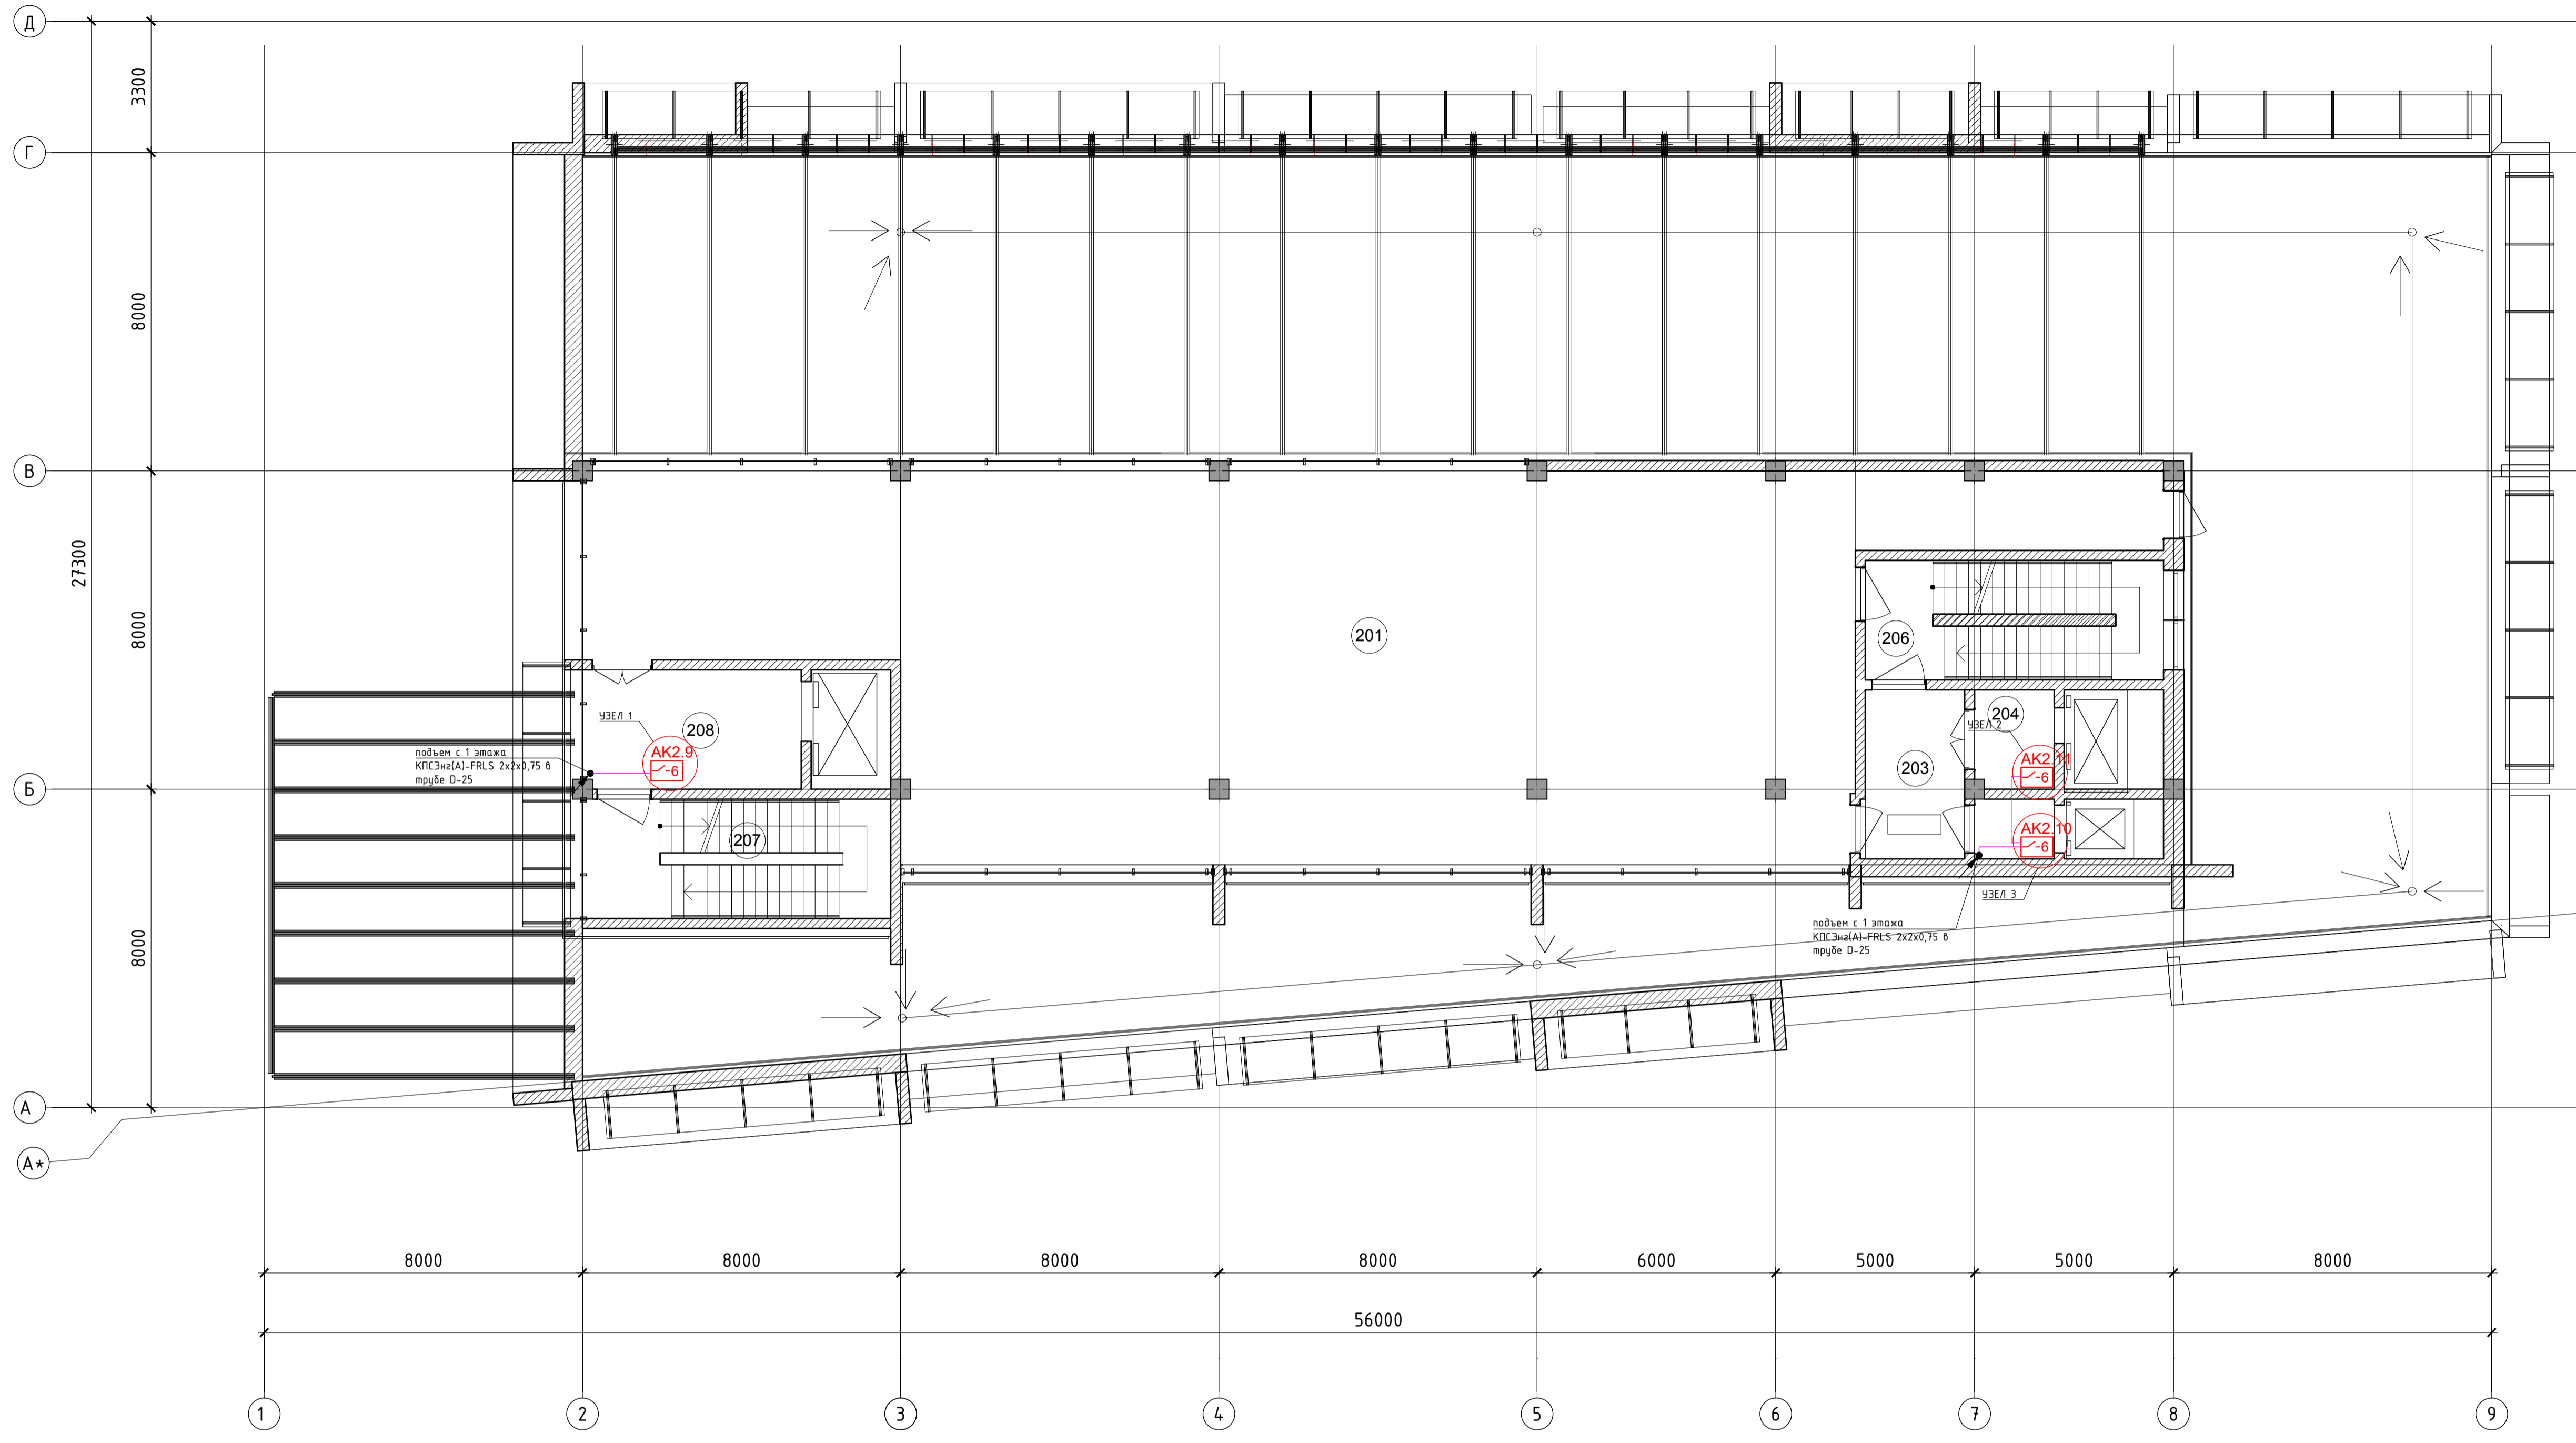 Д
3300
Г
8000
В
27300
8000
201
206
УЗЕЛ 1
208
204
УЗЕЛ 2
подъем с 1 этажа
КПСЭнг(А)-FRLS 2x2x0,75 в
трубе D-25
АК2.9
-6
АК2.11
-6
203
Б
АК2.10
-6
207
УЗЕЛ 3
подъем с 1 этажа
КПСЭнг(А)-FRLS 2x2x0,75 в
трубе D-25
8000
А
А*
8000 8000 8000 8000 6000 5000 5000 8000
56000
1 2 3 4 5 6 7 8 9